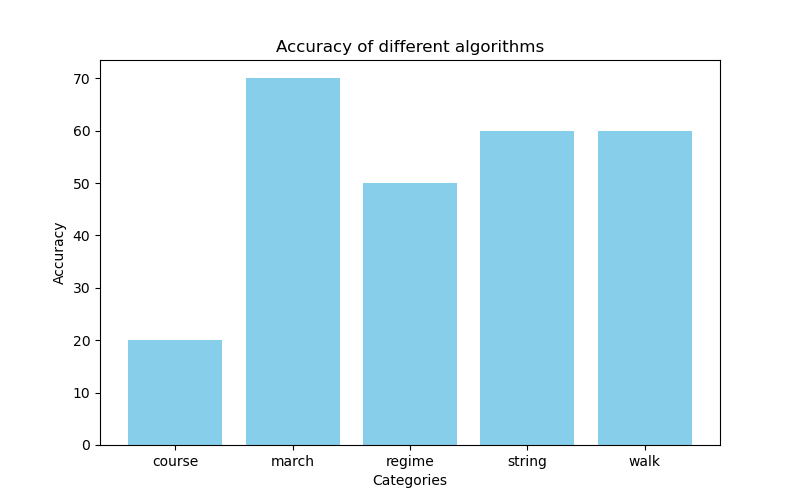 Accuracy of different algorithms
Accuracy
70
60
50
40
30
20
10
0
course march regime string walk
Categories